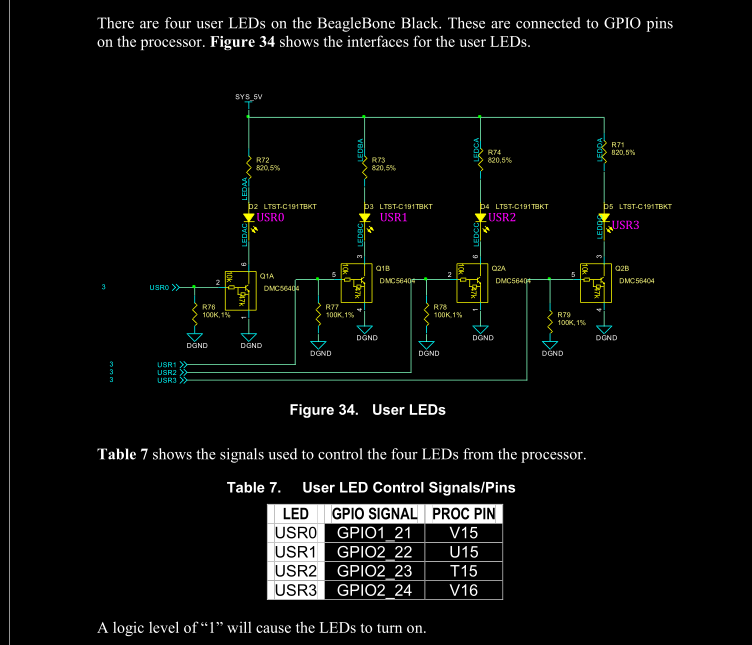 There are four user LEDs on the BeagleBone Black. These are connected to GPIO pins
on the processor. Figure 34 shows the interfaces for the user LEDs.
SYS_5V
R72
820,5%
R73
820,5%
R74
820,5%
R71
820,5%
LEDAA
LEDBA
LEDCA
LEDDA
D2 LTST-C191TBKT
USR0
D3 LTST-C191TBKT
USR1
D4 LTST-C191TBKT
USR2
D5 LTST-C191TBKT
USR3
LEDAC
LEDBC
LEDCC
6
3
6
3
10k
Q1A
DMC56404
47k
10k
Q1B
DMC56404
47k
10k
Q2A
DMC56404
47k
10k
Q2B
DMC56404
47k
3 USR0
2
5
2
5
R76
100K,1%
R77
100K,1%
R78
100K,1%
R79
100K,1%
1
4
1
4
DGND
DGND
DGND
DGND
DGND
DGND
DGND
DGND
3 USR1
3 USR2
3 USR3
Figure 34. User LEDs
Table 7 shows the signals used to control the four LEDs from the processor.
Table 7. User LED Control Signals/Pins
LED GPIO SIGNAL PROC PIN
USR0 GPIO1_21 V15
USR1 GPIO2_22 U15
USR2 GPIO2_23 T15
USR3 GPIO2_24 V16
A logic level of “1” will cause the LEDs to turn on.